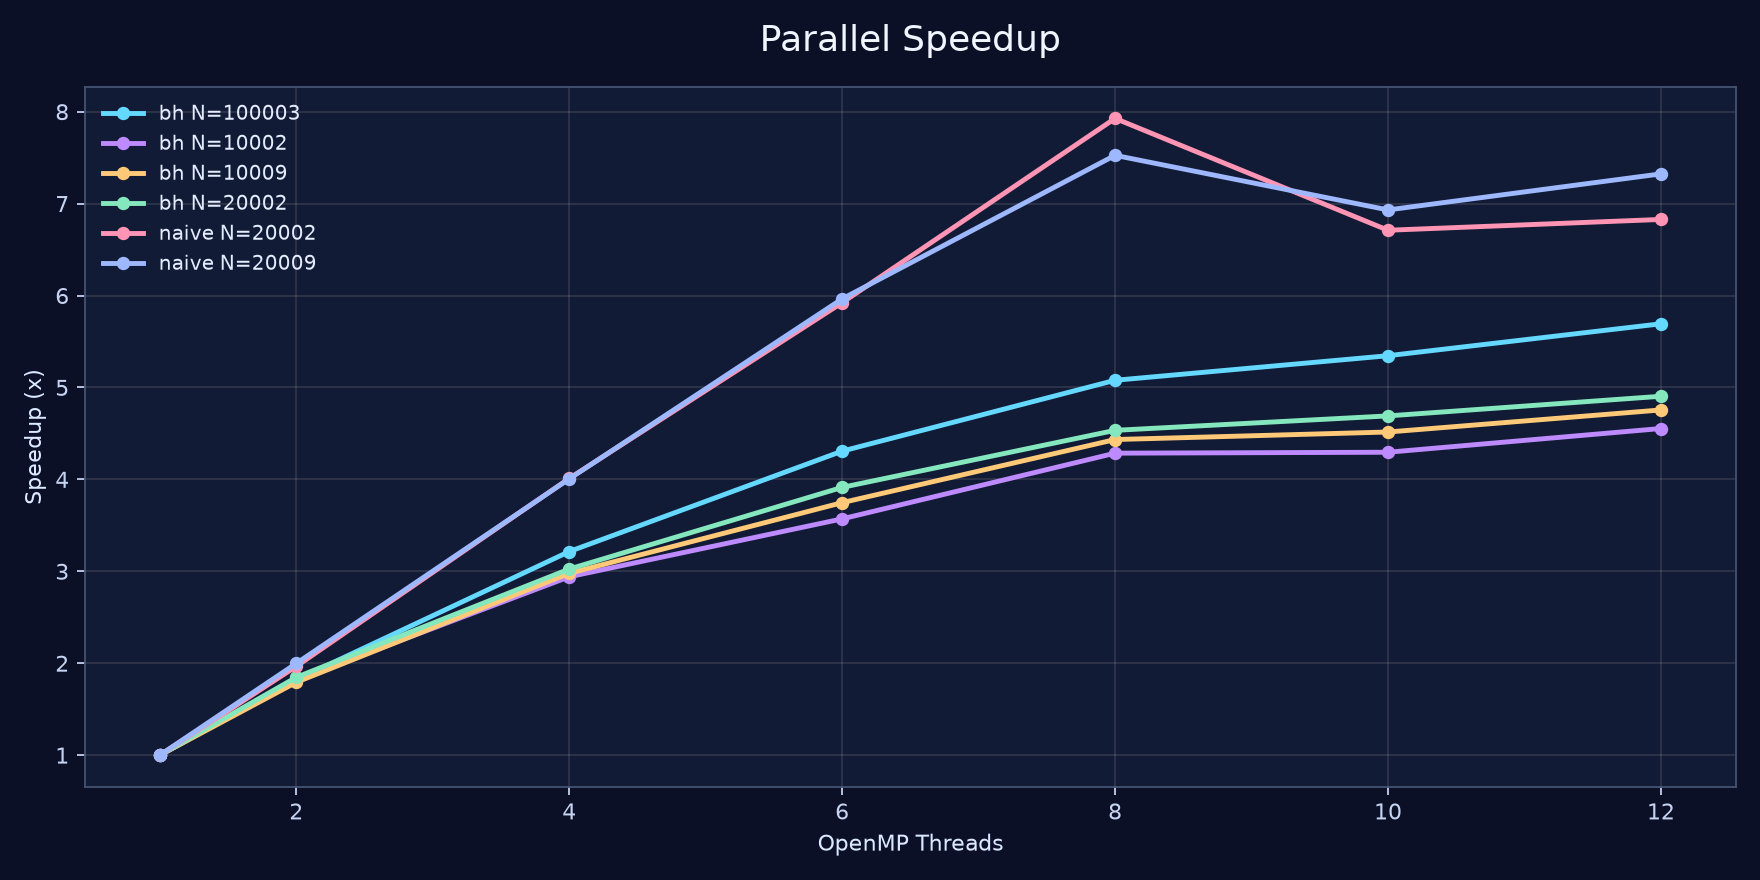 Parallel Speedup
bh N=100003
bh N=10002
bh N=10009
bh N=20002
naive N=20002
naive N=20009
8
7
6
5
4
3
2
1
Speedup (x)
2 4 6 8 10 12
OpenMP Threads